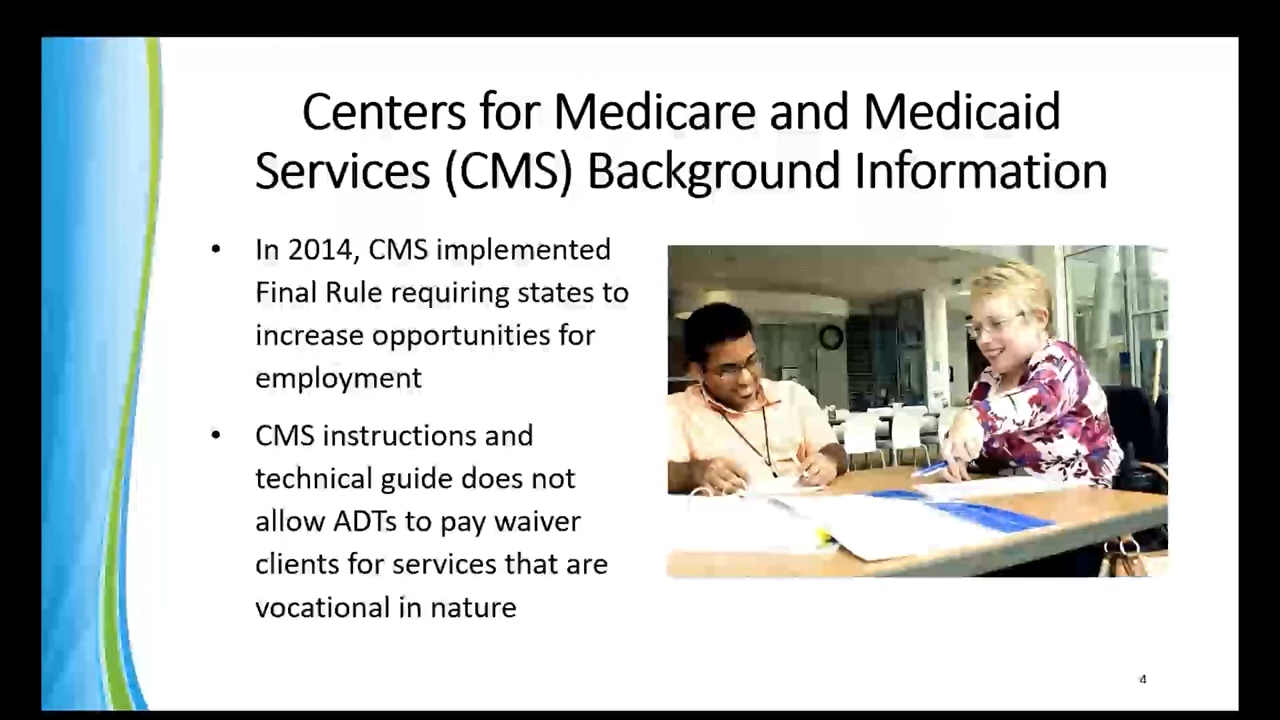 Centers for Medicare and Medicaid
Services (CMS) Background Information
• In 2014, CMS implemented
Final Rule requiring states to
increase opportunities for
employment
• CMS instructions and
technical guide does not
allow ADTs to pay waiver
clients for services that are
vocational in nature
4